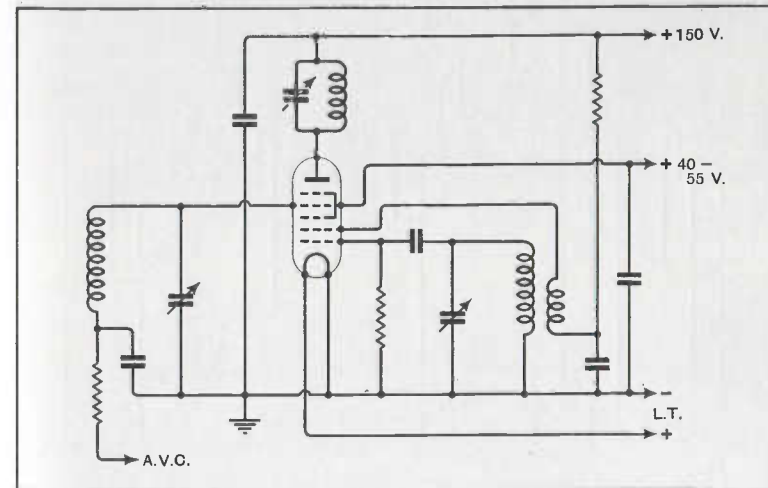 + 150 V.
+ 40 –
55 V.
–
L.T.
+
A.V.C.